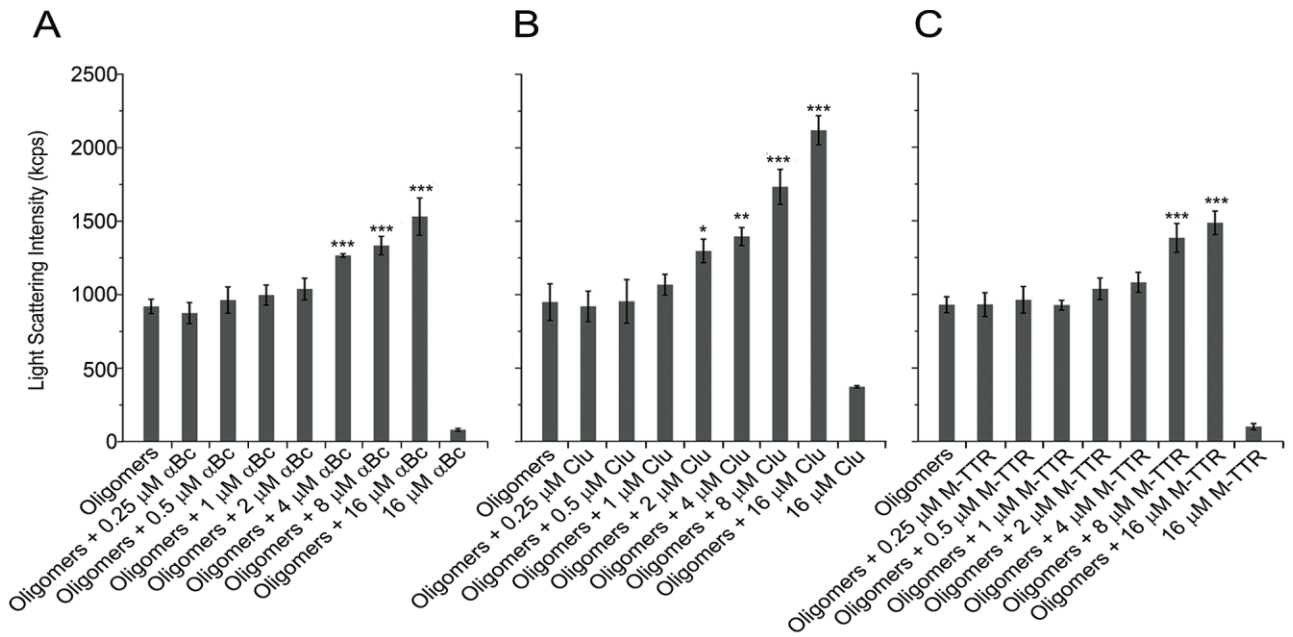 A
B
C
Light Scattering Intensity (kcps)
2500
2000
1500
1000
500
0
***
***
***
*
**
***
***
***
***
Oligomers
Oligomers + 0.25 µM αBc
Oligomers + 0.5 µM αBc
Oligomers + 1 µM αBc
Oligomers + 2 µM αBc
Oligomers + 4 µM αBc
Oligomers + 8 µM αBc
Oligomers + 16 µM αBc
16 µM αBc
Oligomers
Oligomers + 0.25 µM Clu
Oligomers + 0.5 µM Clu
Oligomers + 1 µM Clu
Oligomers + 2 µM Clu
Oligomers + 4 µM Clu
Oligomers + 8 µM Clu
Oligomers + 16 µM Clu
16 µM Clu
Oligomers
Oligomers + 0.25 µM M-TTR
Oligomers + 0.5 µM M-TTR
Oligomers + 1 µM M-TTR
Oligomers + 2 µM M-TTR
Oligomers + 4 µM M-TTR
Oligomers + 8 µM M-TTR
Oligomers + 16 µM M-TTR
16 µM M-TTR